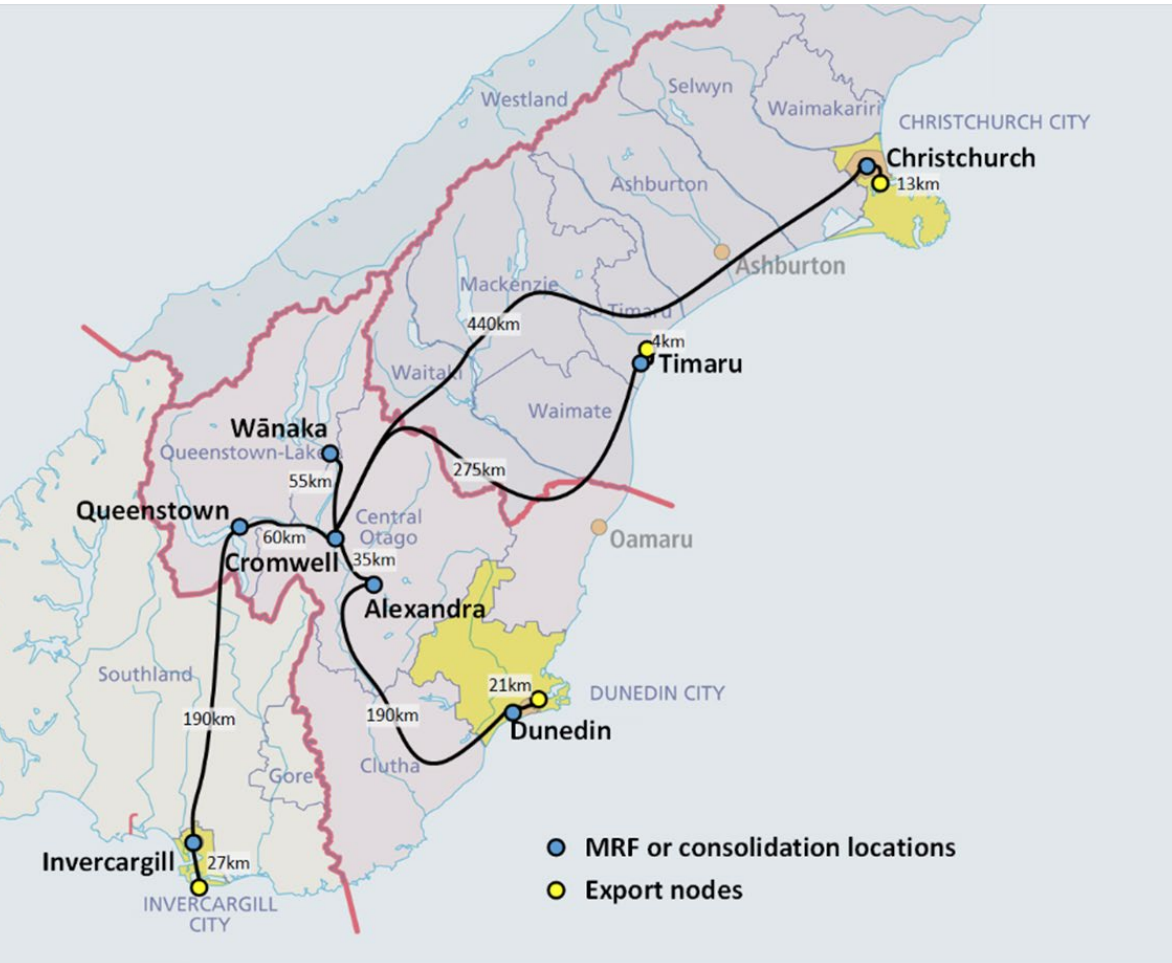 Westland
Selwyn
Waimakariri
CHRISTCHURCH CITY
Christchurch
13km
Ashburton
Ashburton
Mackenzie
Timaru
440km
4km
Timaru
Waitaki
Waimate
Wānaka
Queenstown-Lake
55km
275km
Queenstown
60km
Central
Otago
Cromwell
35km
Oamaru
Alexandra
Southland
21km
DUNEDIN CITY
190km
190km
Dunedin
Clutha
Gore
Invercargill
27km
INVERCARGILL
CITY
MRF or consolidation locations
Export nodes